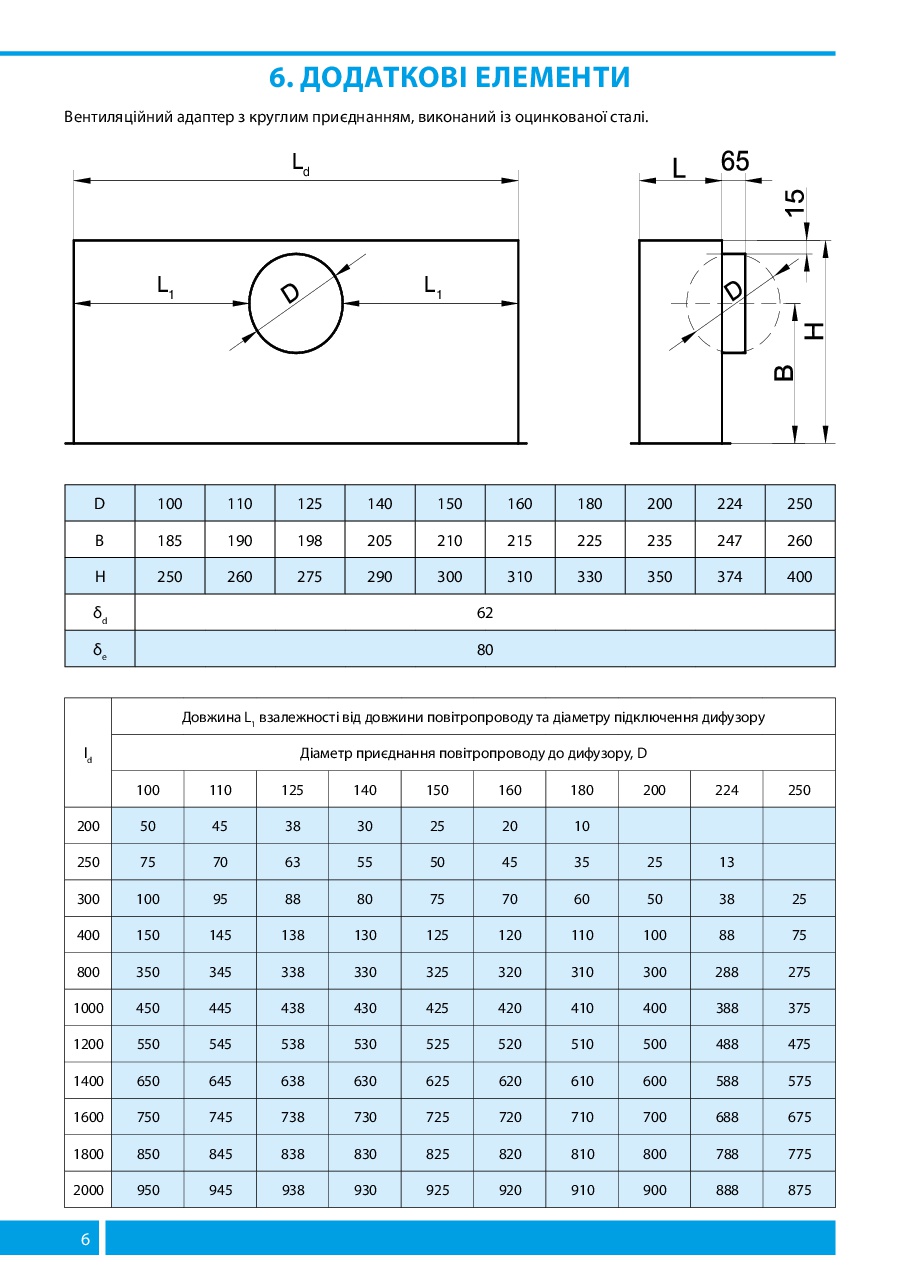 6. ДОДАТКОВІ ЕЛЕМЕНТИ
Вентиляційний адаптер з круглим приєднанням, виконаний із оцинкованої сталі.
Ld
L 65
15
L1 D L1
D
H
B
D 100 110 125 140 150 160 180 200 224 250
B 185 190 198 205 210 215 225 235 247 260
H 250 260 275 290 300 310 330 350 374 400
δd 62
δe 80
Довжина L1 взалежності від довжини повітропроводу та діаметру підключення дифузору
ld
Діаметр приєднання повітропроводу до дифузору, D
100 110 125 140 150 160 180 200 224 250
200 50 45 38 30 25 20 10
250 75 70 63 55 50 45 35 25 13
300 100 95 88 80 75 70 60 50 38 25
400 150 145 138 130 125 120 110 100 88 75
800 350 345 338 330 325 320 310 300 288 275
1000 450 445 438 430 425 420 410 400 388 375
1200 550 545 538 530 525 520 510 500 488 475
1400 650 645 638 630 625 620 610 600 588 575
1600 750 745 738 730 725 720 710 700 688 675
1800 850 845 838 830 825 820 810 800 788 775
2000 950 945 938 930 925 920 910 900 888 875
6